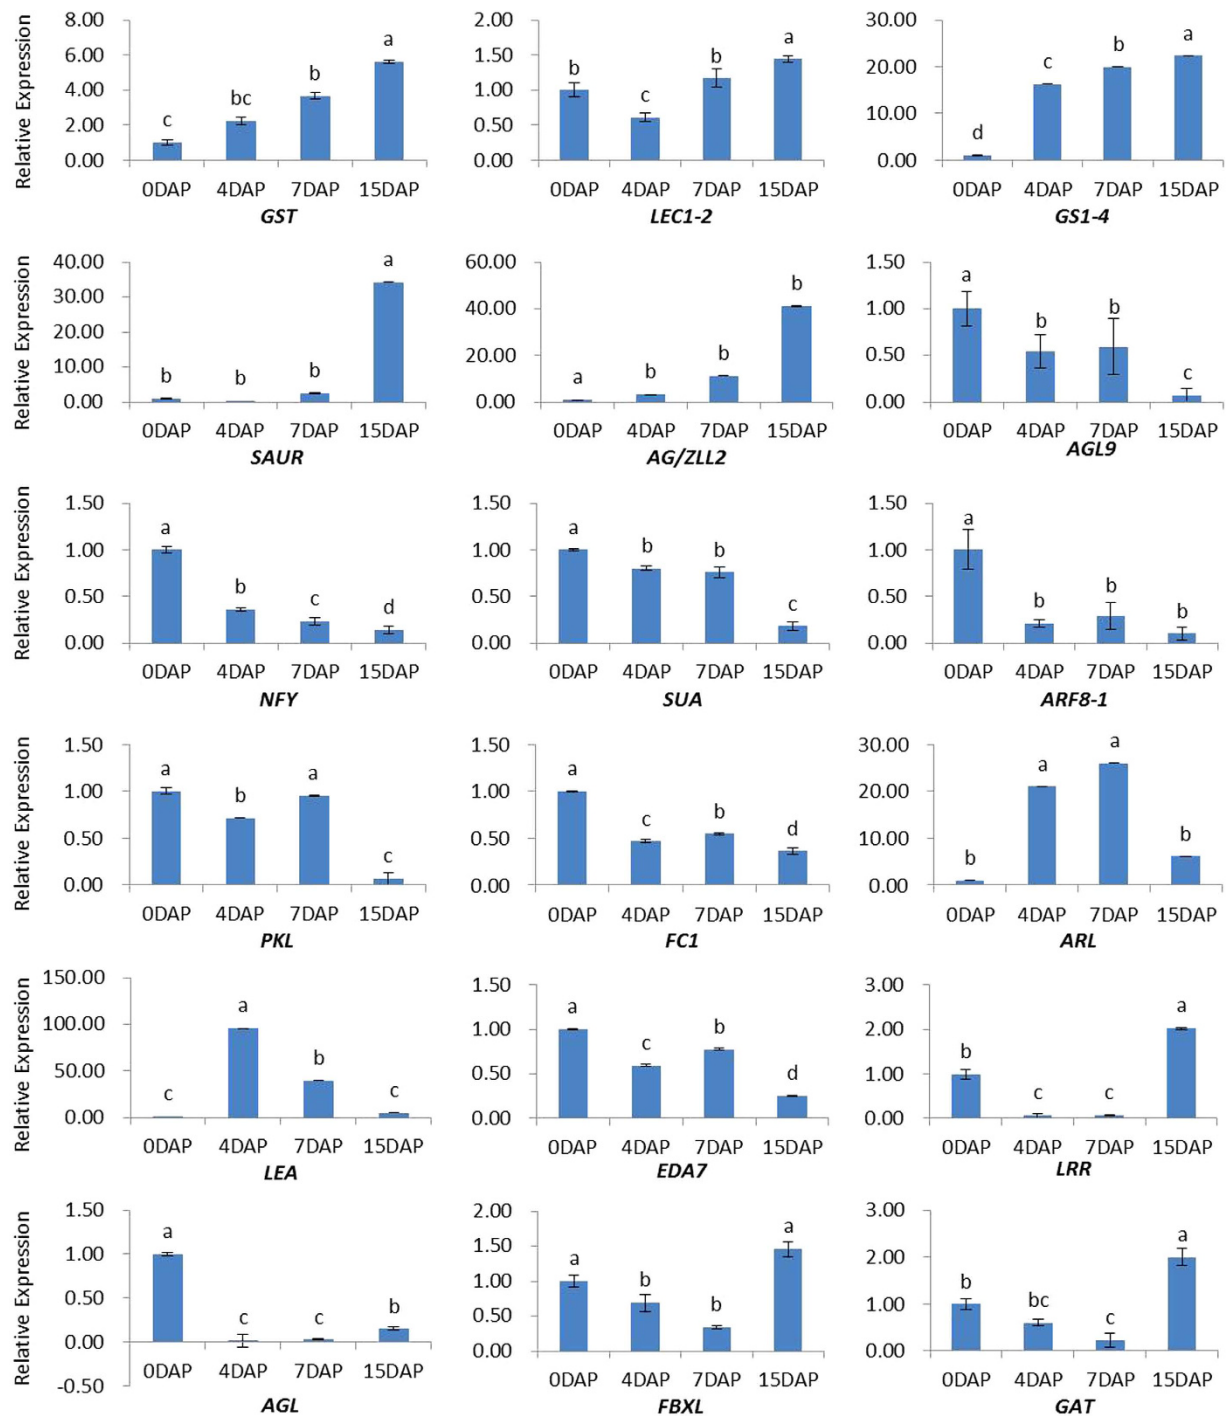 Relative Expression
8.00
6.00
4.00
2.00
0.00
c
bc
b
a
0DAP 4DAP 7DAP 15DAP
GST
2.00
1.50
1.00
0.50
0.00
b
c
b
a
0DAP 4DAP 7DAP 15DAP
LEC1-2
30.00
20.00
10.00
0.00
d
c
b
a
0DAP 4DAP 7DAP 15DAP
GS1-4
Relative Expression
40.00
30.00
20.00
10.00
0.00
b
b
b
a
0DAP 4DAP 7DAP 15DAP
SAUR
60.00
40.00
20.00
0.00
a
b
b
b
0DAP 4DAP 7DAP 15DAP
AG/ZLL2
1.50
1.00
0.50
0.00
a
b
b
c
0DAP 4DAP 7DAP 15DAP
AGL9
Relative Expression
1.50
1.00
0.50
0.00
a
b
c
d
0DAP 4DAP 7DAP 15DAP
NFY
1.50
1.00
0.50
0.00
a
b
b
c
0DAP 4DAP 7DAP 15DAP
SUA
1.50
1.00
0.50
0.00
a
b
b
b
0DAP 4DAP 7DAP 15DAP
ARF8-1
Relative Expression
1.50
1.00
0.50
0.00
a
b
a
c
0DAP 4DAP 7DAP 15DAP
PKL
1.50
1.00
0.50
0.00
a
c
b
d
0DAP 4DAP 7DAP 15DAP
FC1
30.00
20.00
10.00
0.00
b
a
a
b
0DAP 4DAP 7DAP 15DAP
ARL
Relative Expression
150.00
100.00
50.00
0.00
c
a
b
c
0DAP 4DAP 7DAP 15DAP
LEA
1.50
1.00
0.50
0.00
a
c
b
d
0DAP 4DAP 7DAP 15DAP
EDA7
3.00
2.00
1.00
0.00
b
c
c
a
0DAP 4DAP 7DAP 15DAP
LRR
Relative Expression
1.50
1.00
0.50
0.00
-0.50
a
c
c
b
0DAP 4DAP 7DAP 15DAP
AGL
2.00
1.50
1.00
0.50
0.00
a
b
b
a
0DAP 4DAP 7DAP 15DAP
FBXL
3.00
2.00
1.00
0.00
b
bc
c
a
0DAP 4DAP 7DAP 15DAP
GAT